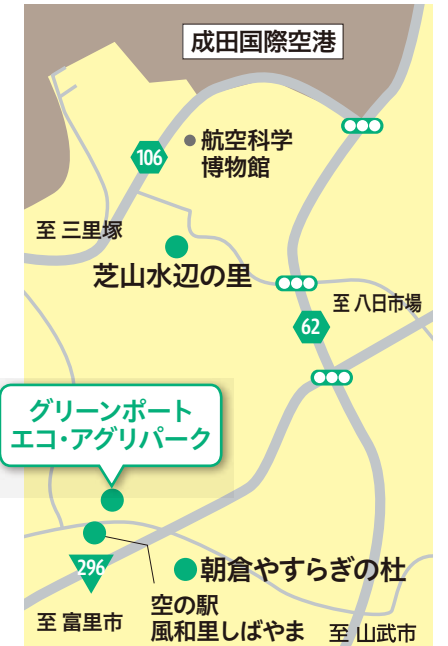 成田国際空港
航空科学
博物館
106
至 三里塚
芝山水辺の里
至 八日市場
62
グリーンポート
エコ・アグリパーク
296
朝倉やすらぎの杜
空の駅
風和里しばやま
至 富里市
至 山武市